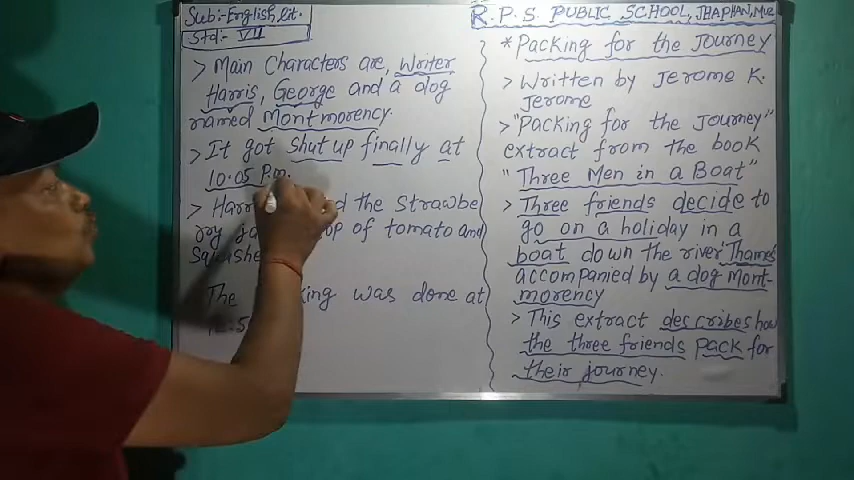 Sub:- English lit.
Std:- VII
> Main Characters are, Writer
Harris, George and a dog
named Montmorency.
> It got shut up finally at
10.05 P.m.
> the Strawbe
rry of tomato and
The was done at
R. P. S. PUBLIC SCHOOL, JHAPHAN, Muz
* Packing for the Journey
> Written by Jerome K.
Jerome
> "Packing for the Journey"
extract from the book
"Three Men in a Boat"
> Three friends decide to
go on a holiday in a
boat down the river Thames
accompanied by a dog Mont-
morency
> This extract describes how
the three friends pack for
their journey.